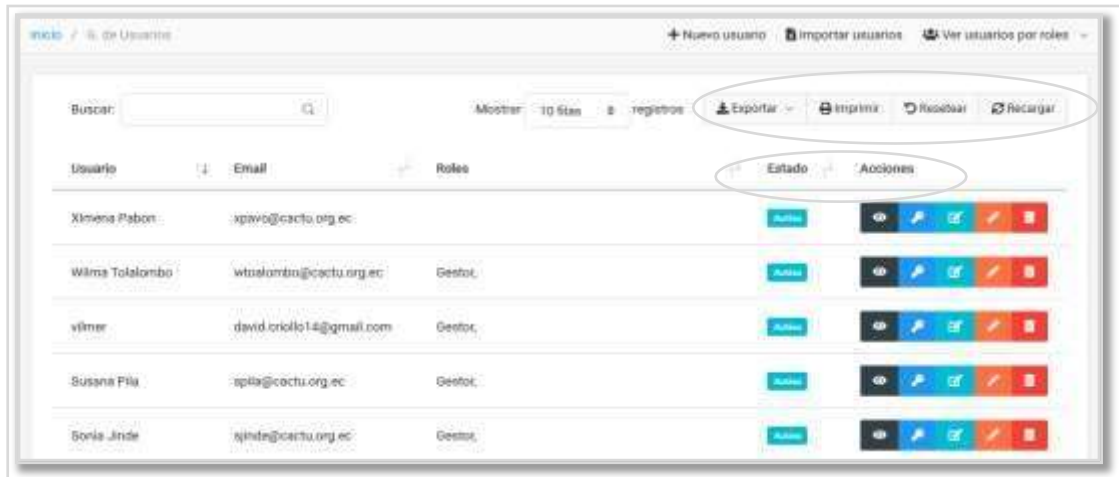 Inicio / G. de Usuarios
Nuevo usuario Importar usuarios Ver usuarios por roles
Buscar: Mostrar 10 filas registros Exportar Imprimir Resetear Recargar
Usuario Email Roles Estado Acciones
Ximena Pabon xpavo@cactu.org.ec Activo
Wilma Tolalombo wtoalombo@cactu.org.ec Gestor, Activo
vilmer david.criollo14@gmail.com Gestor, Activo
Susana Pila spila@cactu.org.ec Gestor, Activo
Sonia Jinde sjinde@cactu.org.ec Gestor, Activo